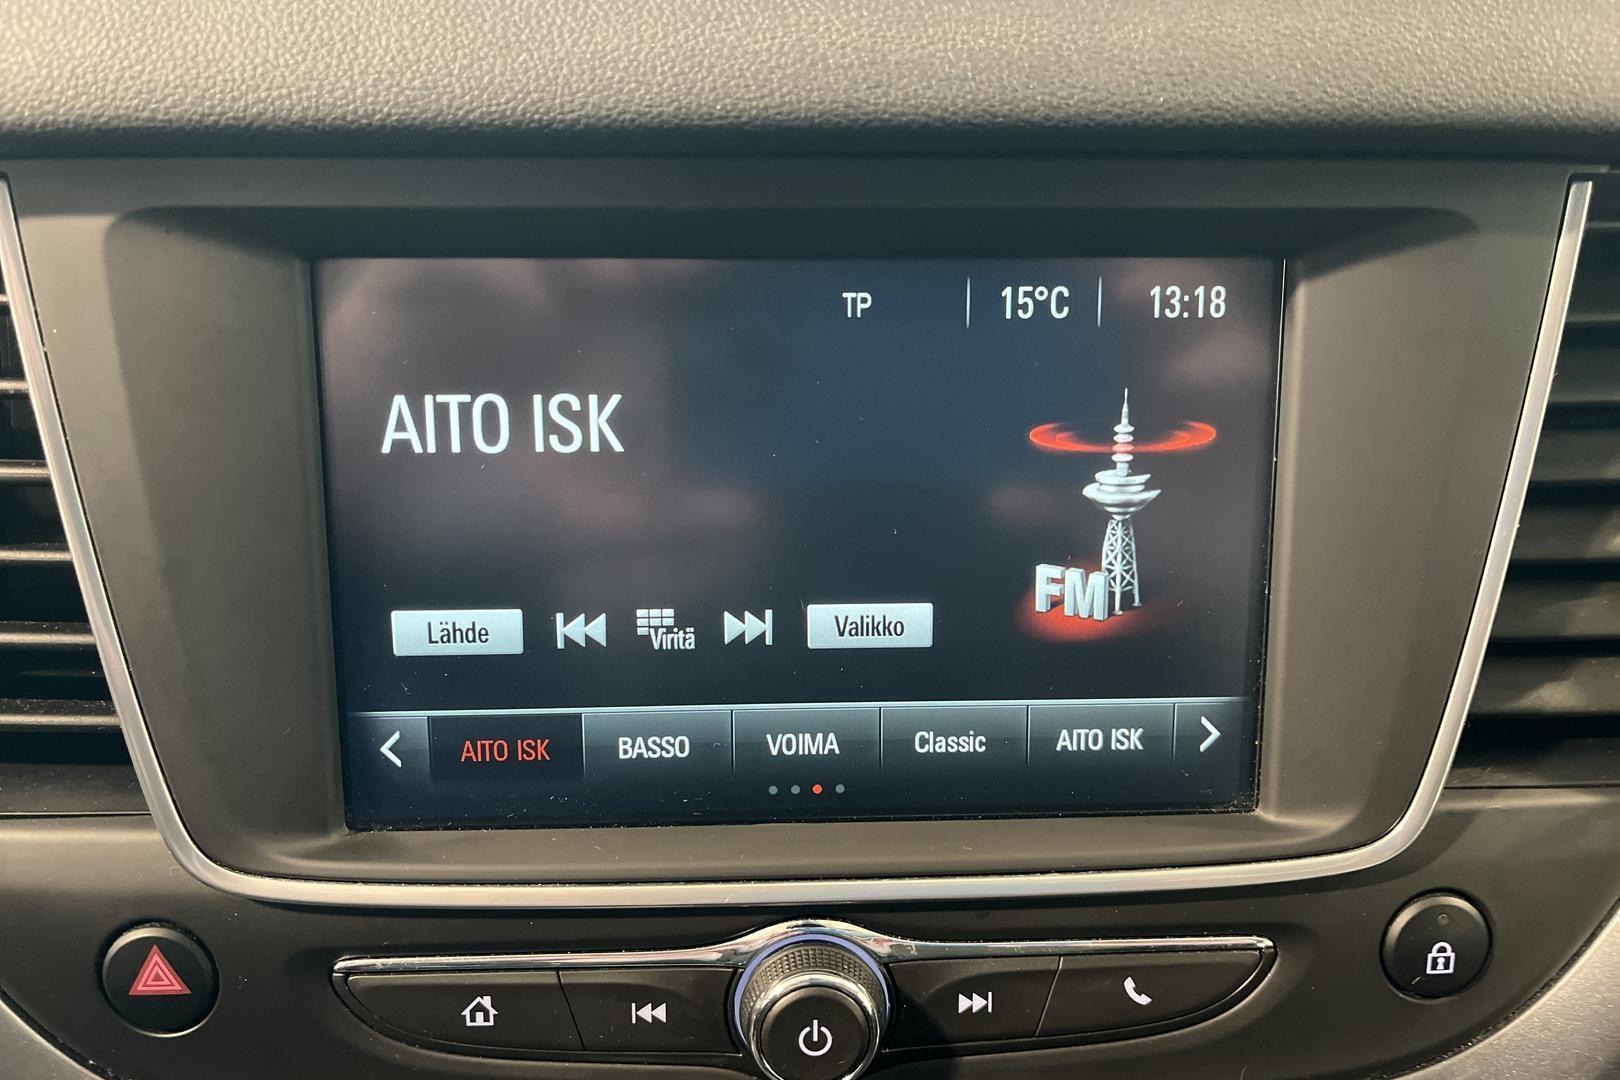 TP 15°C 13:18
AITO ISK
FM
Lähde Viritä Valikko
AITO ISK BASSO VOIMA Classic AITO ISK